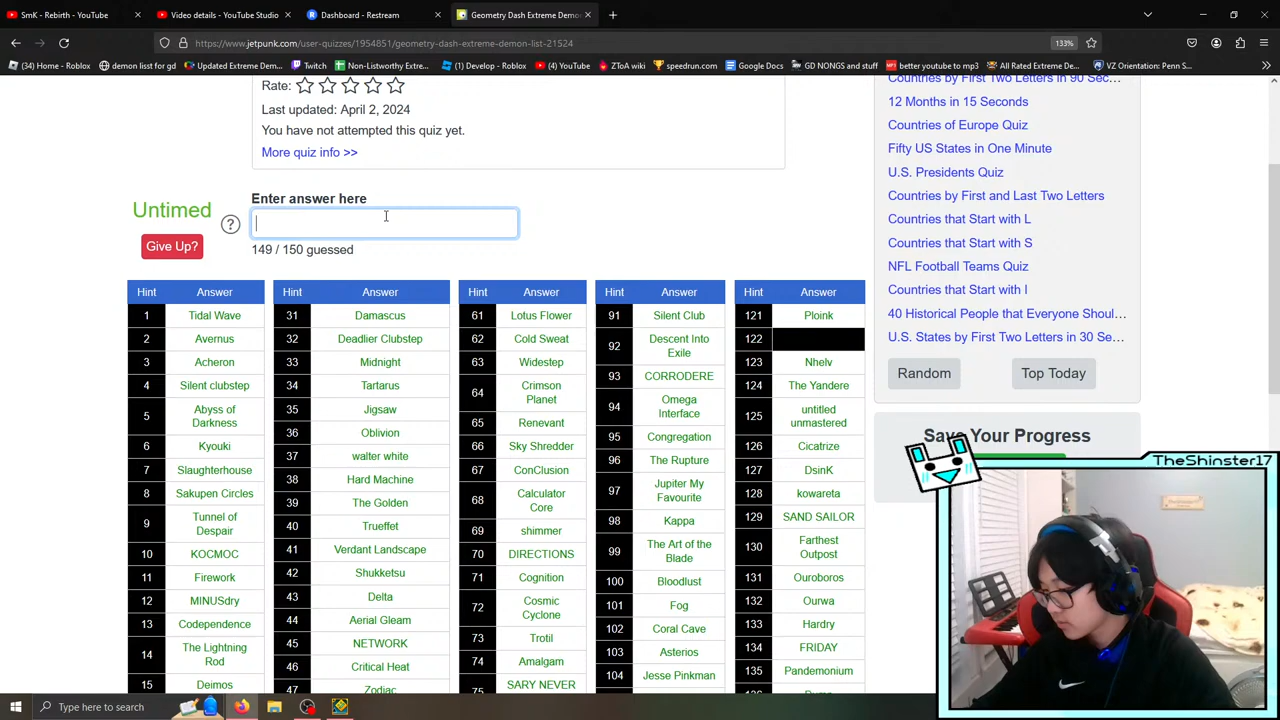 SmK - Rebirth - YouTube
Video details - YouTube Studio
Dashboard - Restream
Geometry Dash Extreme Demo
https://www.jetpunk.com/user-quizzes/1954851/geometry-dash-extreme-demon-list-21524
133%
(34) Home - Roblox
demon lisst for gd
Updated Extreme Dem...
Twitch
Non-Listworthy Extre...
(4) YouTube
ZToA wiki
speedrun.com
Google Docs
(1) Develop - Roblox
GD NONGS and stuff
better youtube to mp3
All Rated Extreme De...
VZ Orientation: Penn S...
Rate:
Last updated: April 2, 2024
You have not attempted this quiz yet.
More quiz info >>
Untimed
Give Up?
?
Enter answer here
149 / 150 guessed
Hint Answer
1 Tidal Wave
2 Avernus
3 Acheron
4 Silent clubstep
5 Abyss of
Darkness
6 Kyouki
7 Slaughterhouse
8 Sakupen Circles
9 Tunnel of
Despair
10 KOCMOC
11 Firework
12 MINUSdry
13 Codependence
14 The Lightning
Rod
15 Deimos
Hint Answer
31 Damascus
32 Deadlier Clubstep
33 Midnight
34 Tartarus
35 Jigsaw
36 Oblivion
37 walter white
38 Hard Machine
39 The Golden
40 Trueffet
41 Verdant Landscape
42 Shukketsu
43 Delta
44 Aerial Gleam
45 NETWORK
46 Critical Heat
47 Zodiac
Hint Answer
61 Lotus Flower
62 Cold Sweat
63 Widestep
64 Crimson
Planet
65 Renevant
66 Sky Shredder
67 ConClusion
68 Calculator
Core
69 shimmer
70 DIRECTIONS
71 Cognition
72 Cosmic
Cyclone
73 Trotil
74 Amalgam
75 SARY NEVER
Hint Answer
91 Silent Club
92 Descent Into
Exile
93 CORRODERE
94 Omega
Interface
95 Congregation
96 The Rupture
97 Jupiter My
Favourite
98 Kappa
99 The Art of the
Blade
100 Bloodlust
101 Fog
102 Coral Cave
103 Asterios
104 Jesse Pinkman
Hint Answer
121 Ploink
122
123 Nhelv
124 The Yandere
125 untitled
unmastered
126 Cicatrize
127 DsinK
128 kowareta
129 SAND SAILOR
130 Farthest
Outpost
131 Ouroboros
132 Ourwa
133 Hardry
134 FRIDAY
135 Pandemonium
Countries by First Two Letters in 90 Sec...
12 Months in 15 Seconds
Countries of Europe Quiz
Fifty US States in One Minute
U.S. Presidents Quiz
Countries by First and Last Two Letters
Countries that Start with L
Countries that Start with S
NFL Football Teams Quiz
Countries that Start with I
40 Historical People that Everyone Shoul...
U.S. States by First Two Letters in 30 Se...
Random
Top Today
Save Your Progress
TheShinster17
Type here to search